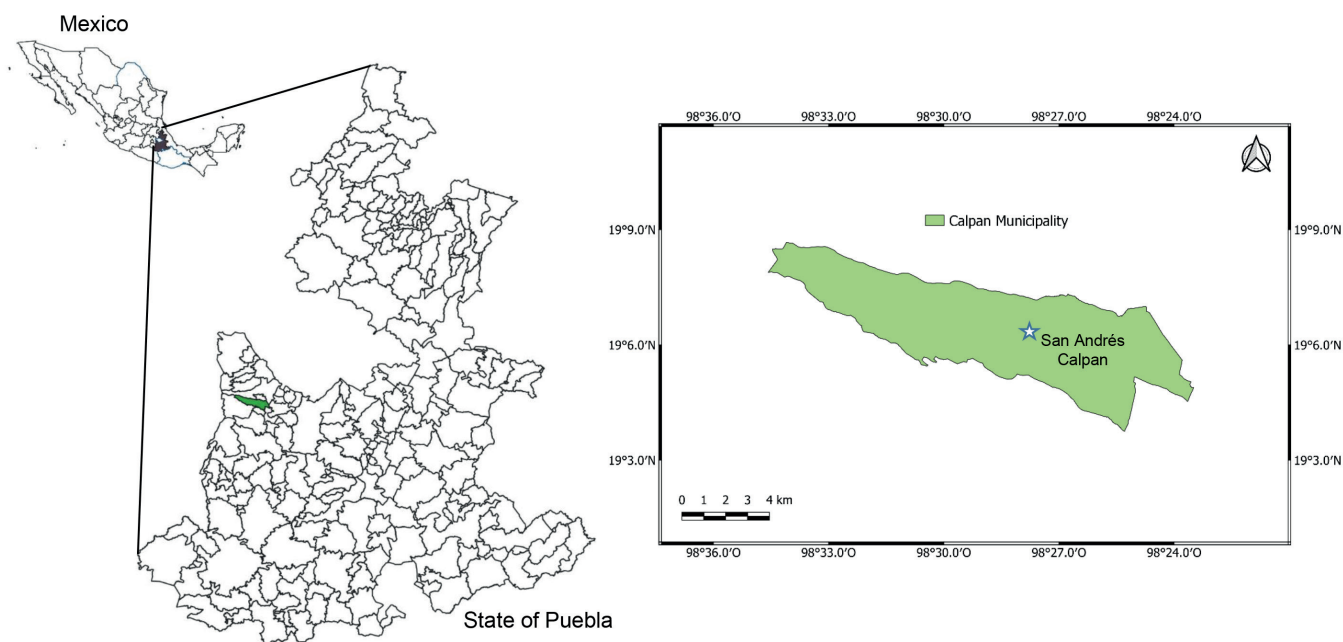 Mexico
State of Puebla
98°36.0'O 98°33.0'O 98°30.0'O 98°27.0'O 98°24.0'O
19°9.0'N 19°9.0'N
Calpan Municipality
San Andrés
Calpan
19°6.0'N 19°6.0'N
19°3.0'N 19°3.0'N
0 1 2 3 4 km
98°36.0'O 98°33.0'O 98°30.0'O 98°27.0'O 98°24.0'O